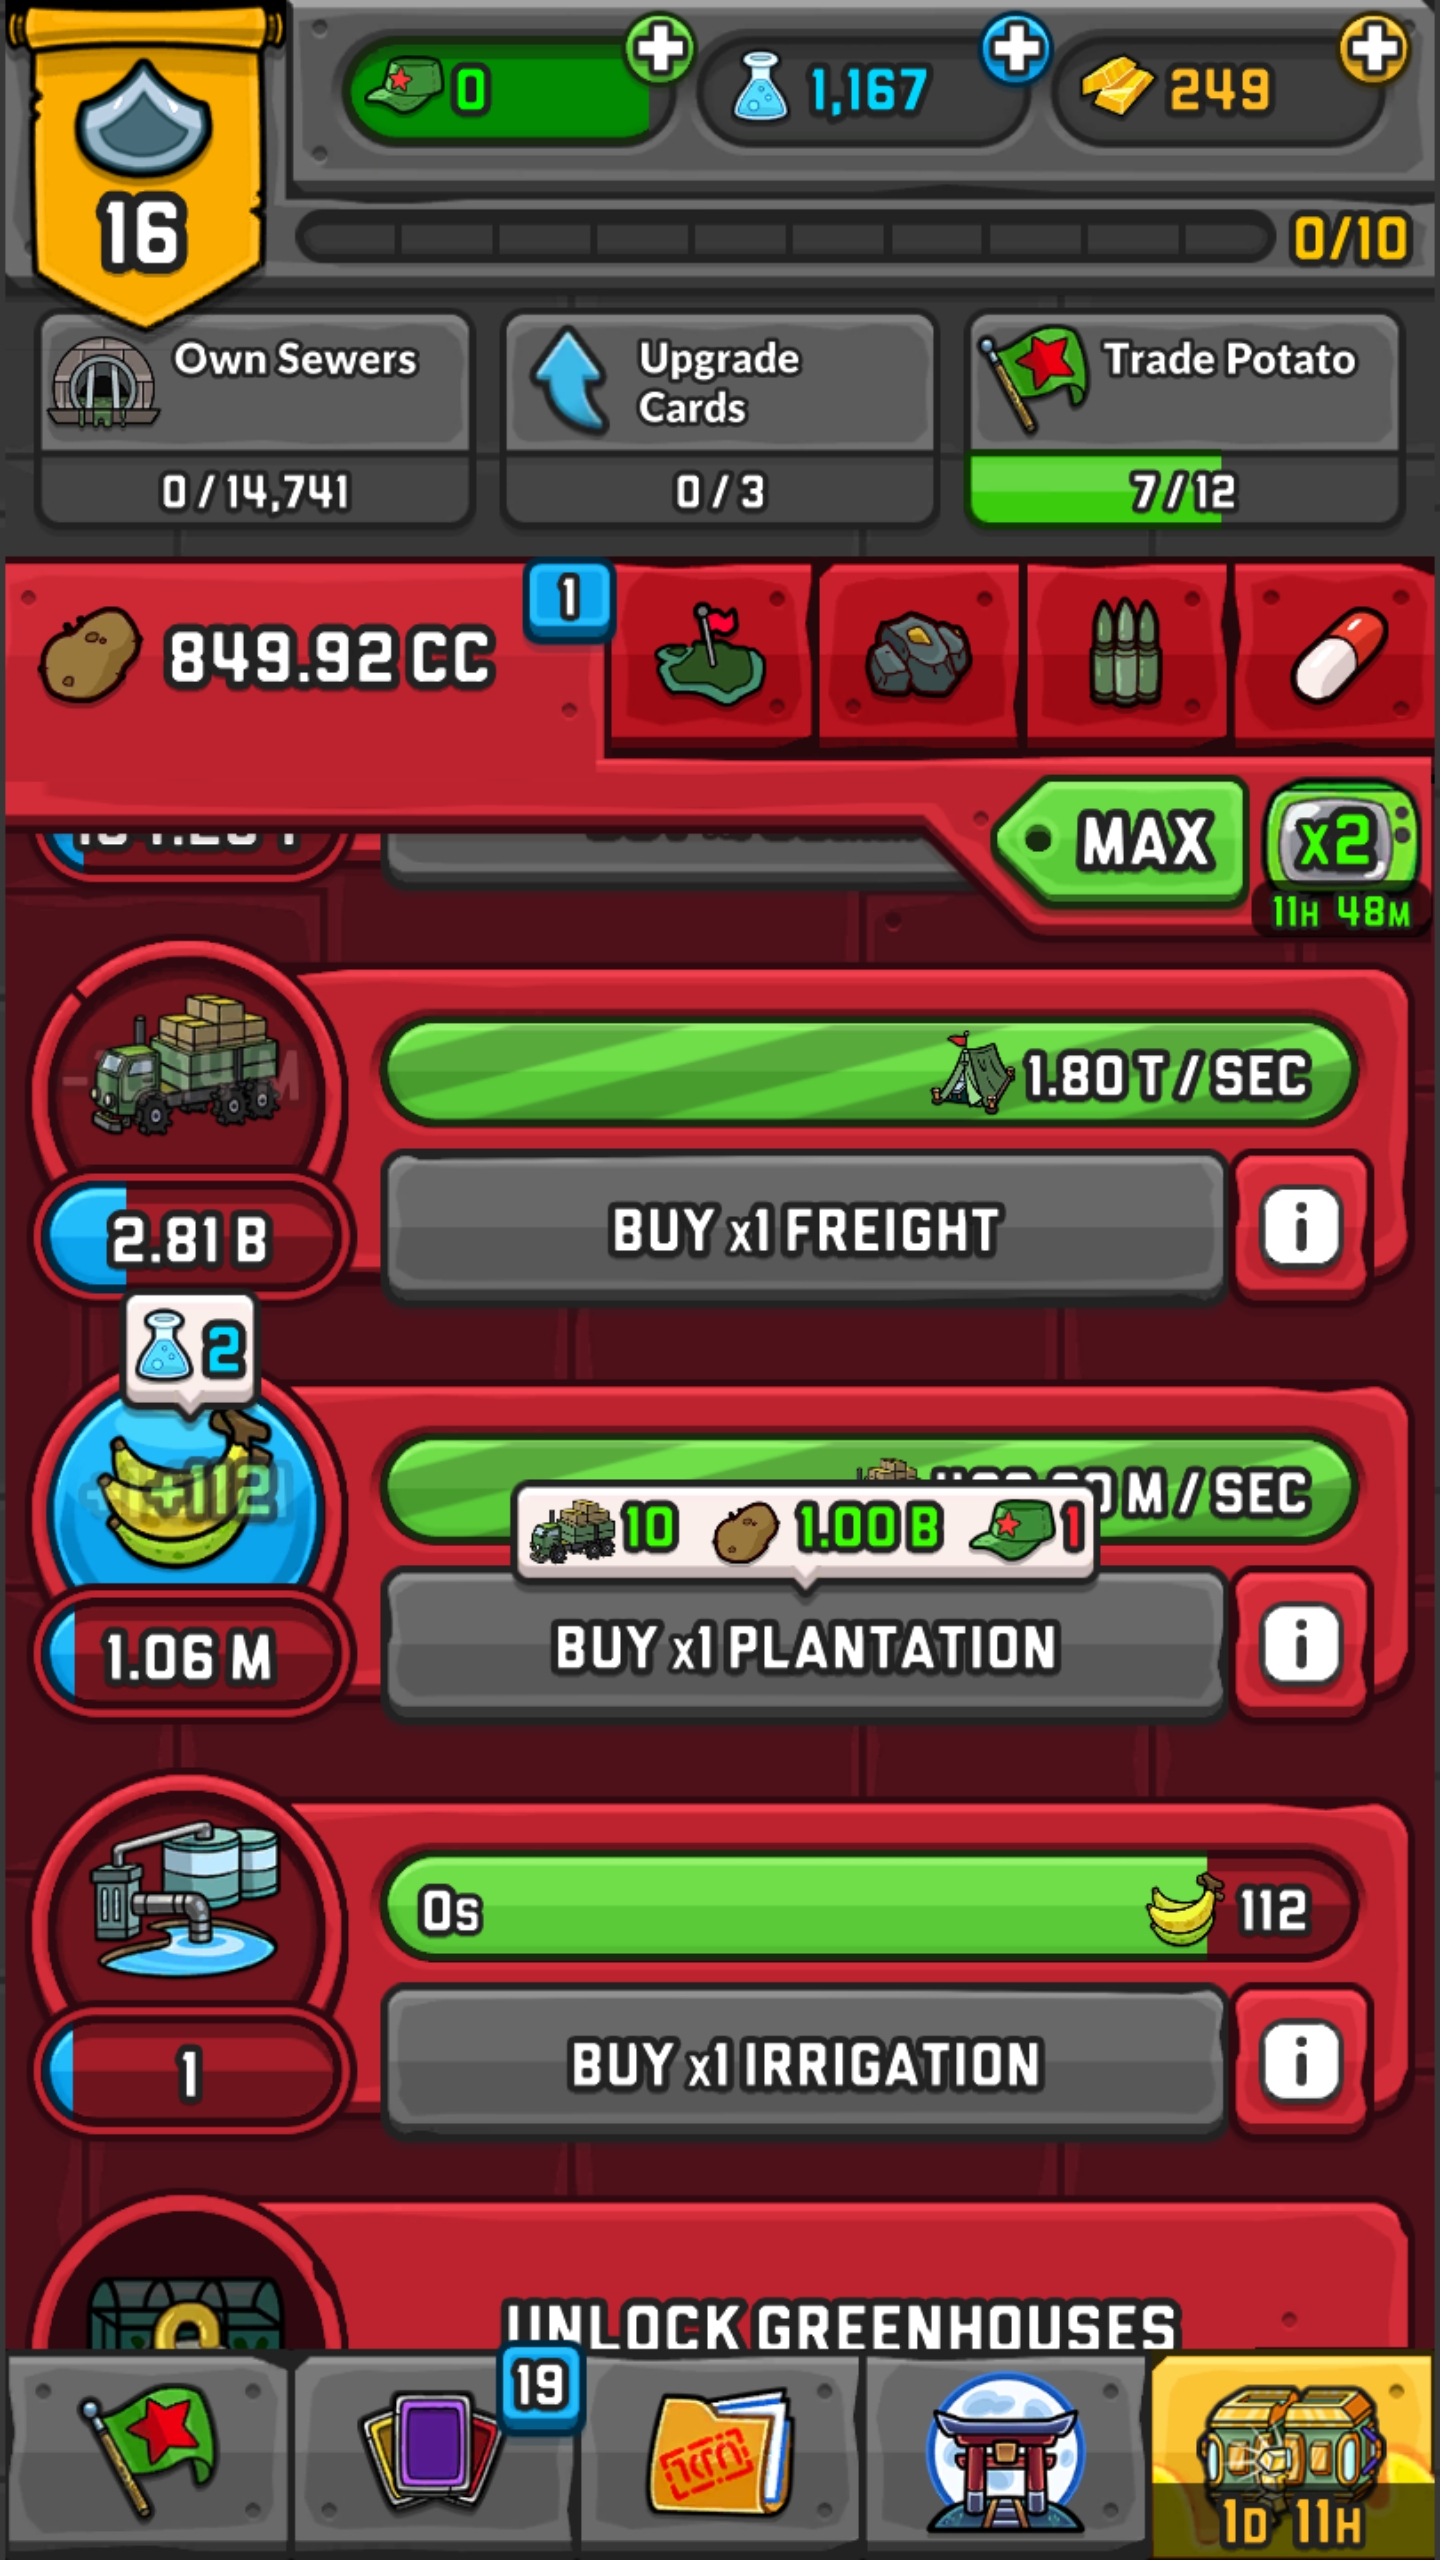 0
1,167
249
16
0/10
Own Sewers
Upgrade
Cards
Trade Potato
0/14,741
0/3
7/12
849.92 CC
1
MAX
x2
11H 48M
1.80 T / SEC
2.81 B
BUY x1 FREIGHT
2
M / SEC
10
1.00 B
1
1.06 M
BUY x1 PLANTATION
0s
112
1
BUY x1 IRRIGATION
UNLOCK GREENHOUSES
19
1D 11H